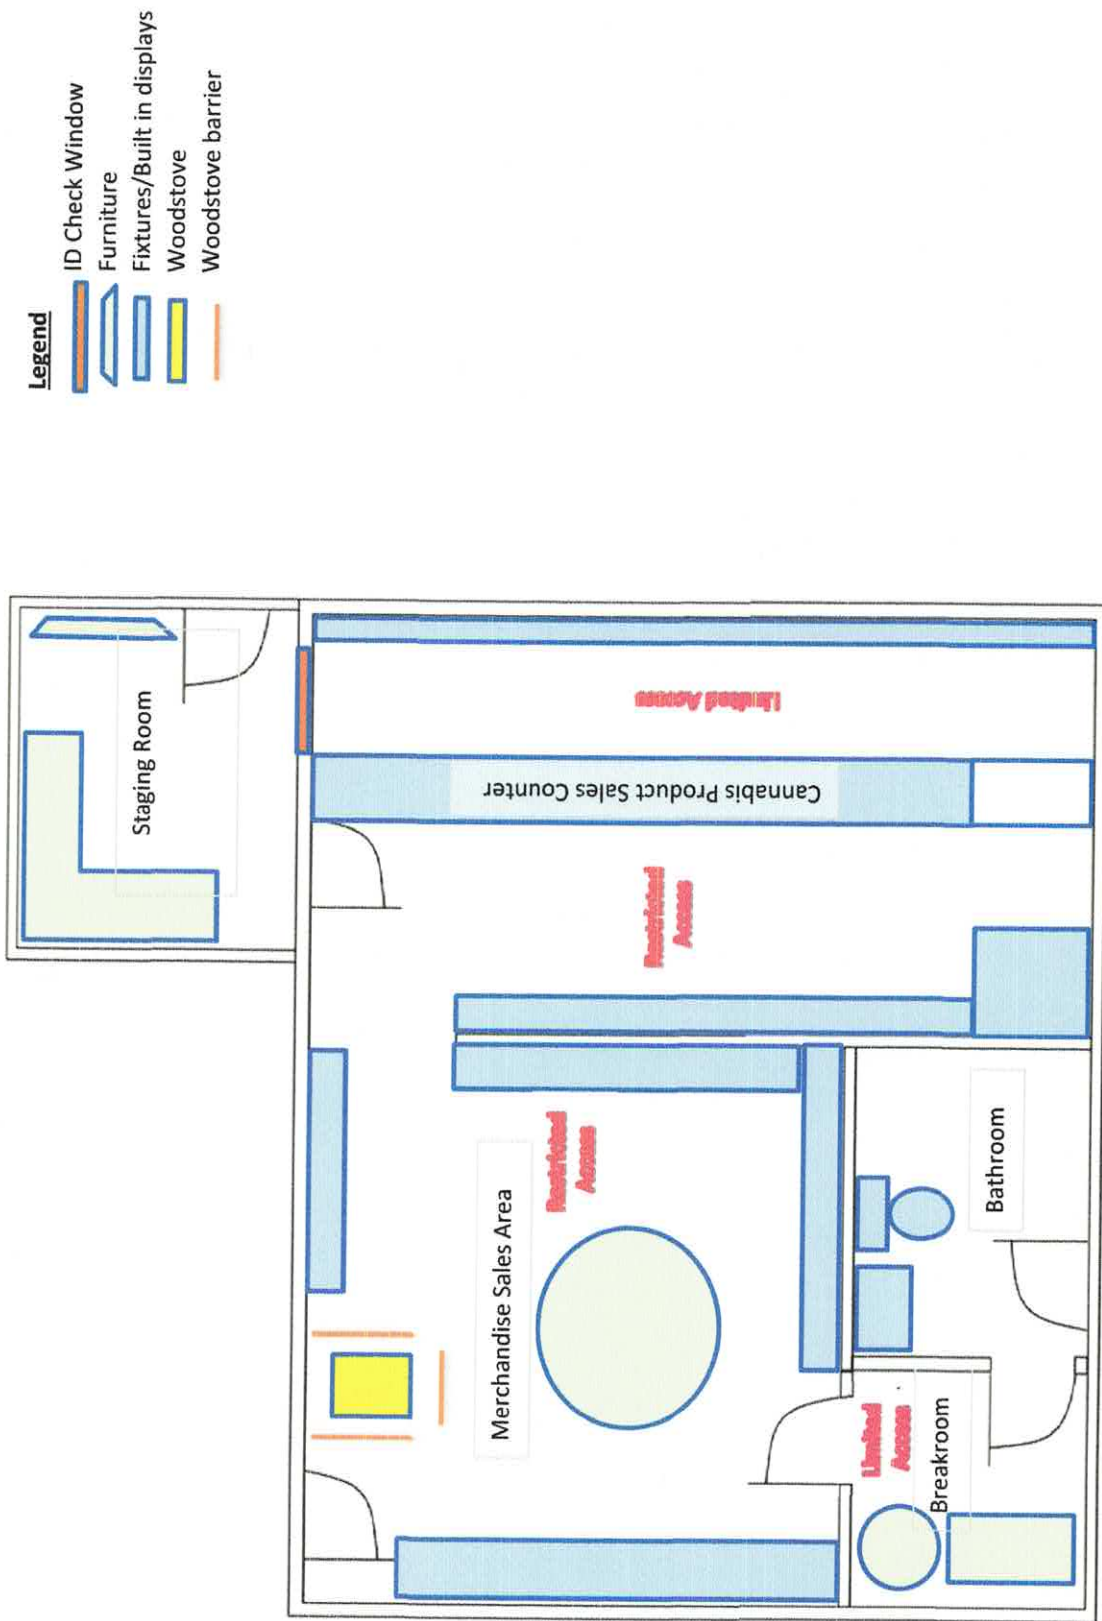 Legend
ID Check Window
Furniture
Fixtures/Built in displays
Woodstove
Woodstove barrier
Staging Room
Limited Access
Cannabis Product Sales Counter
Restricted
Access
Restricted
Access
Merchandise Sales Area
Bathroom
Limited
Access
Breakroom